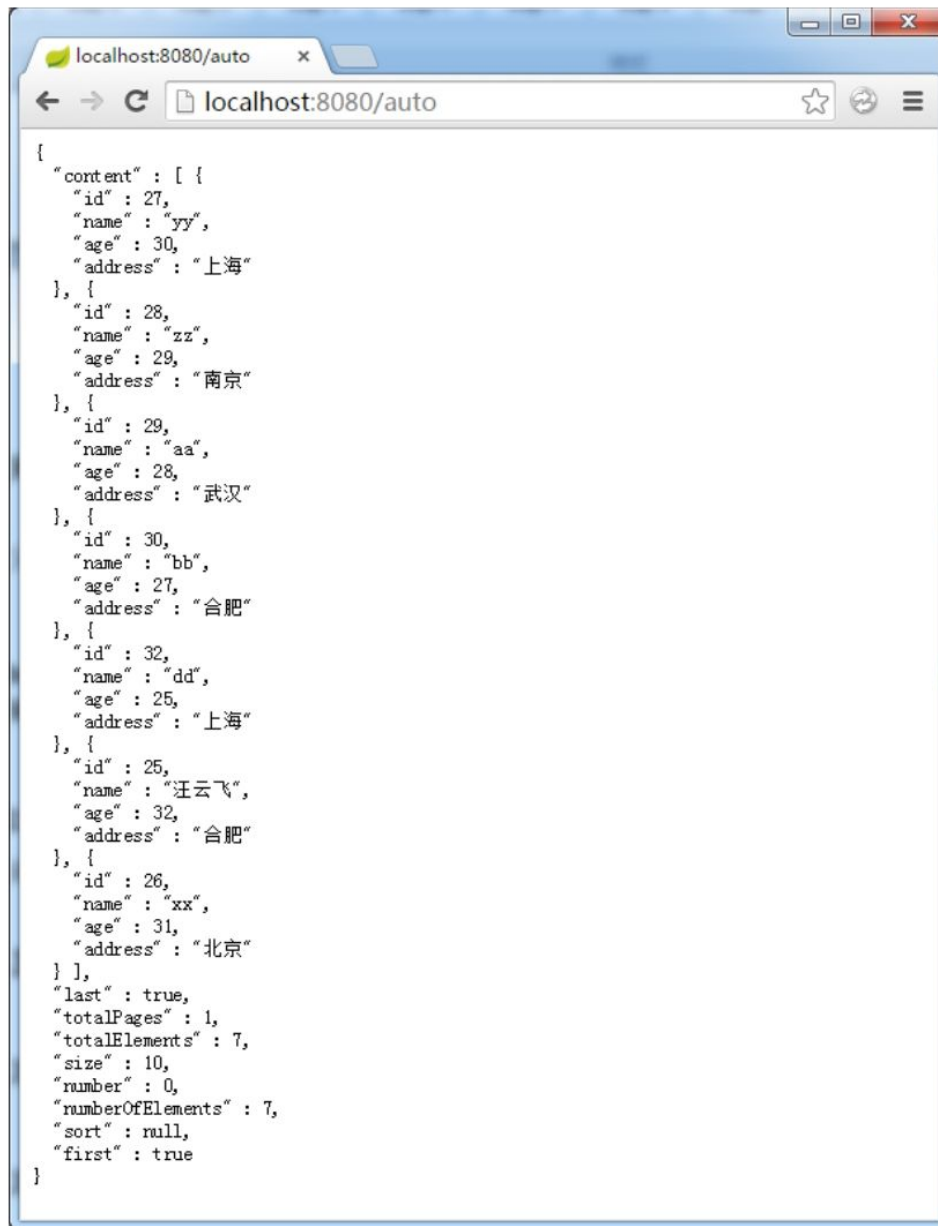 localhost:8080/auto
localhost:8080/auto
{
  "content" : [ {
    "id" : 27,
    "name" : "yy",
    "age" : 30,
    "address" : "上海"
  }, {
    "id" : 28,
    "name" : "zz",
    "age" : 29,
    "address" : "南京"
  }, {
    "id" : 29,
    "name" : "aa",
    "age" : 28,
    "address" : "武汉"
  }, {
    "id" : 30,
    "name" : "bb",
    "age" : 27,
    "address" : "合肥"
  }, {
    "id" : 32,
    "name" : "dd",
    "age" : 25,
    "address" : "上海"
  }, {
    "id" : 25,
    "name" : "汪云飞",
    "age" : 32,
    "address" : "合肥"
  }, {
    "id" : 26,
    "name" : "xx",
    "age" : 31,
    "address" : "北京"
  } ],
  "last" : true,
  "totalPages" : 1,
  "totalElements" : 7,
  "size" : 10,
  "number" : 0,
  "numberOfElements" : 7,
  "sort" : null,
  "first" : true
}